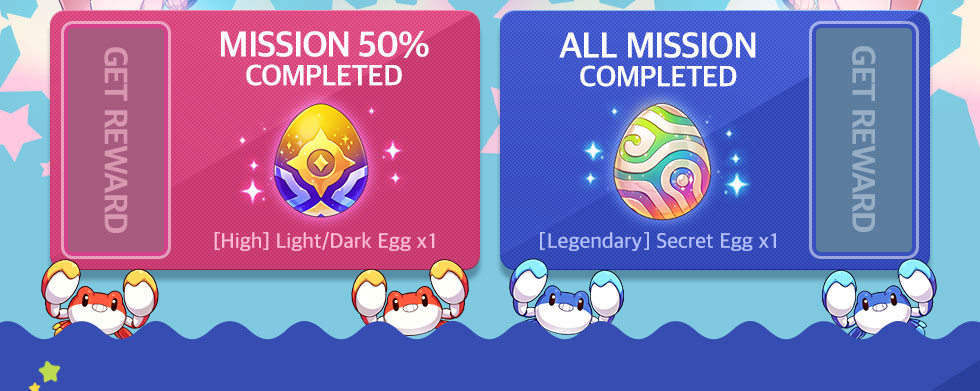 GET REWARD
MISSION 50%
COMPLETED
[High] Light/Dark Egg x1
ALL MISSION
COMPLETED
[Legendary] Secret Egg x1
GET REWARD